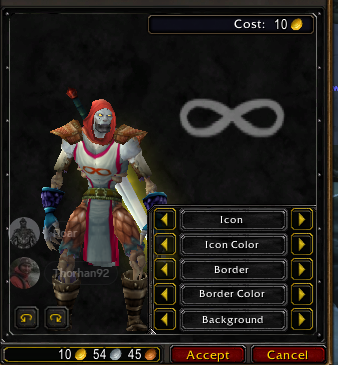 Cost: 10
Thorhan92
Icon
Icon Color
Border
Border Color
Background
10 54 45
Accept
Cancel